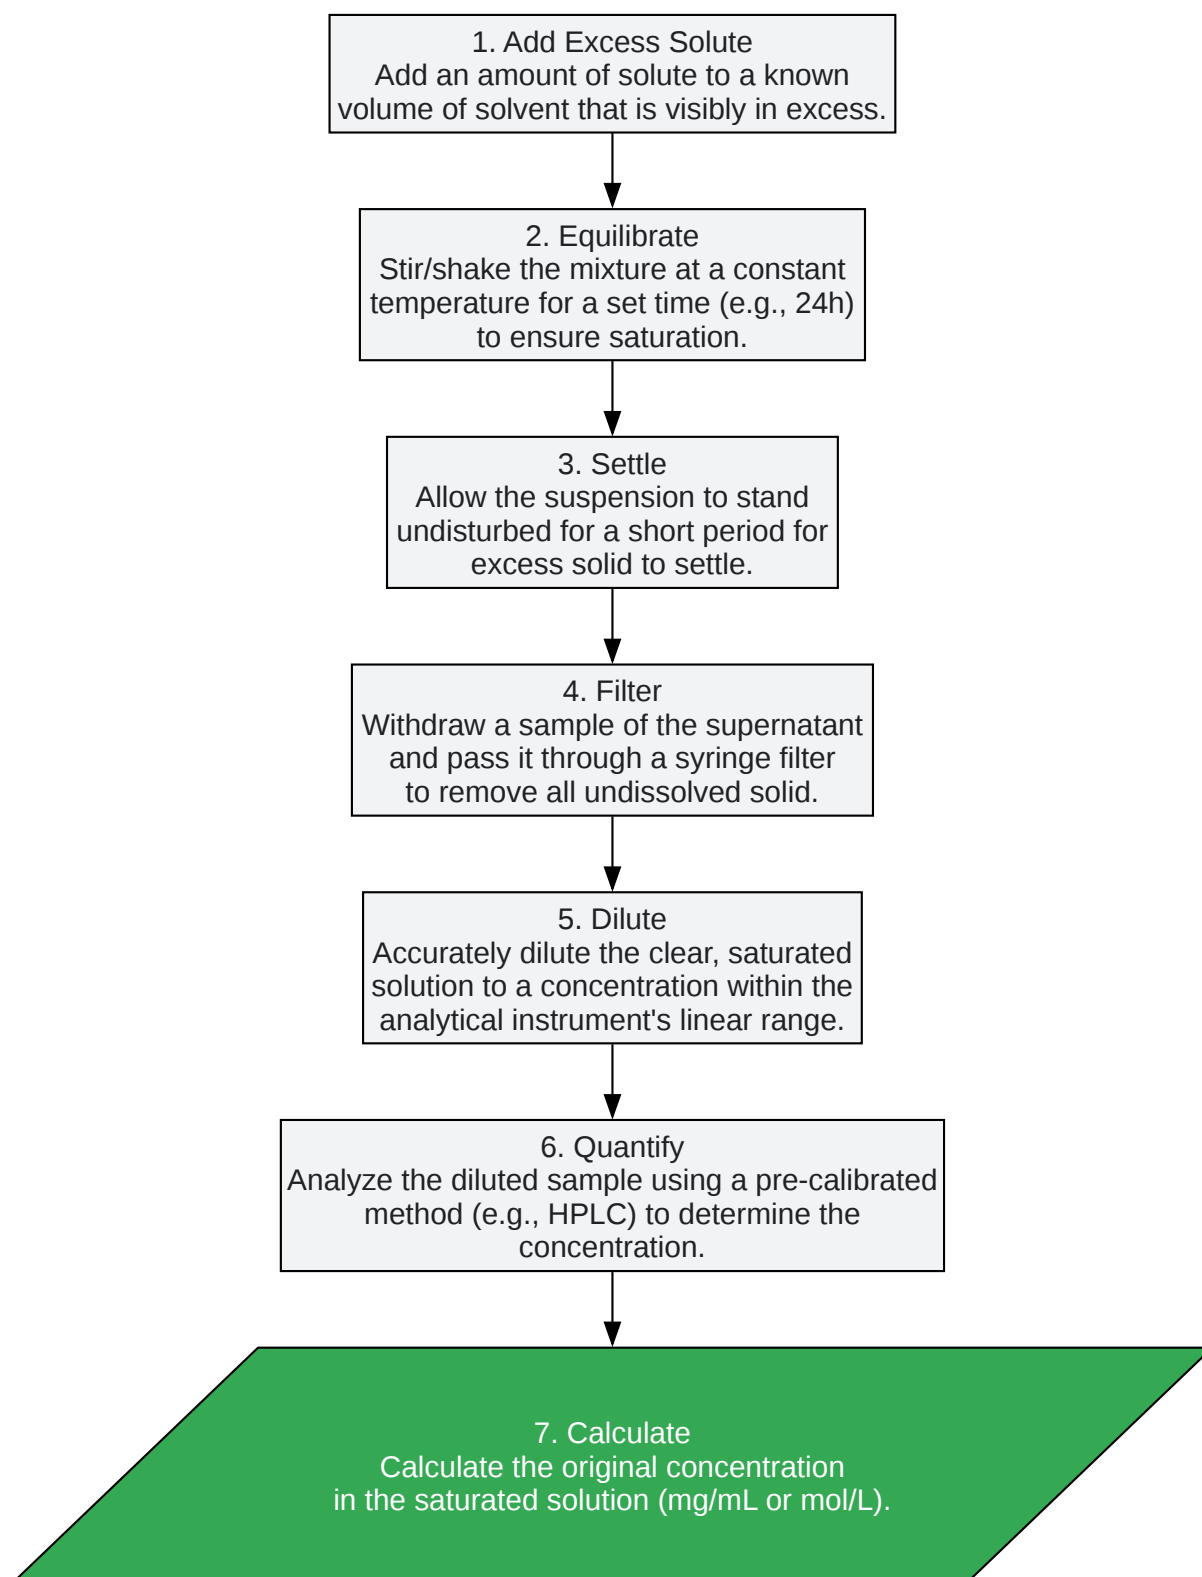 1. Add Excess Solute
Add an amount of solute to a known
volume of solvent that is visibly in excess.
2. Equilibrate
Stir/shake the mixture at a constant
temperature for a set time (e.g., 24h)
to ensure saturation.
3. Settle
Allow the suspension to stand
undisturbed for a short period for
excess solid to settle.
4. Filter
Withdraw a sample of the supernatant
and pass it through a syringe filter
to remove all undissolved solid.
5. Dilute
Accurately dilute the clear, saturated
solution to a concentration within the
analytical instrument's linear range.
6. Quantify
Analyze the diluted sample using a pre-calibrated
method (e.g., HPLC) to determine the
concentration.
7. Calculate
Calculate the original concentration
in the saturated solution (mg/mL or mol/L).